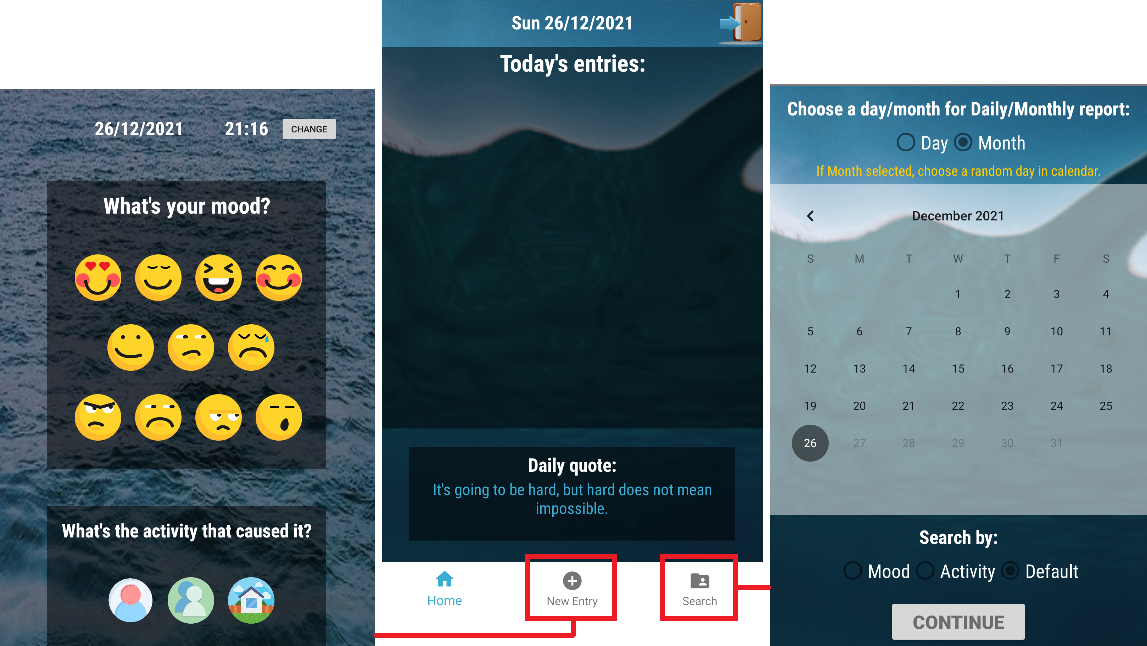 26/12/2021 21:16 CHANGE
What's your mood?
What's the activity that caused it?
Sun 26/12/2021
Today's entries:
Daily quote:
It's going to be hard, but hard does not mean
impossible.
Home New Entry Search
Choose a day/month for Daily/Monthly report:
Day Month
If Month selected, choose a random day in calendar.
December 2021
S M T W T F S
1 2 3 4
5 6 7 8 9 10 11
12 13 14 15 16 17 18
19 20 21 22 23 24 25
26 27 28 29 30 31
Search by:
Mood Activity Default
CONTINUE